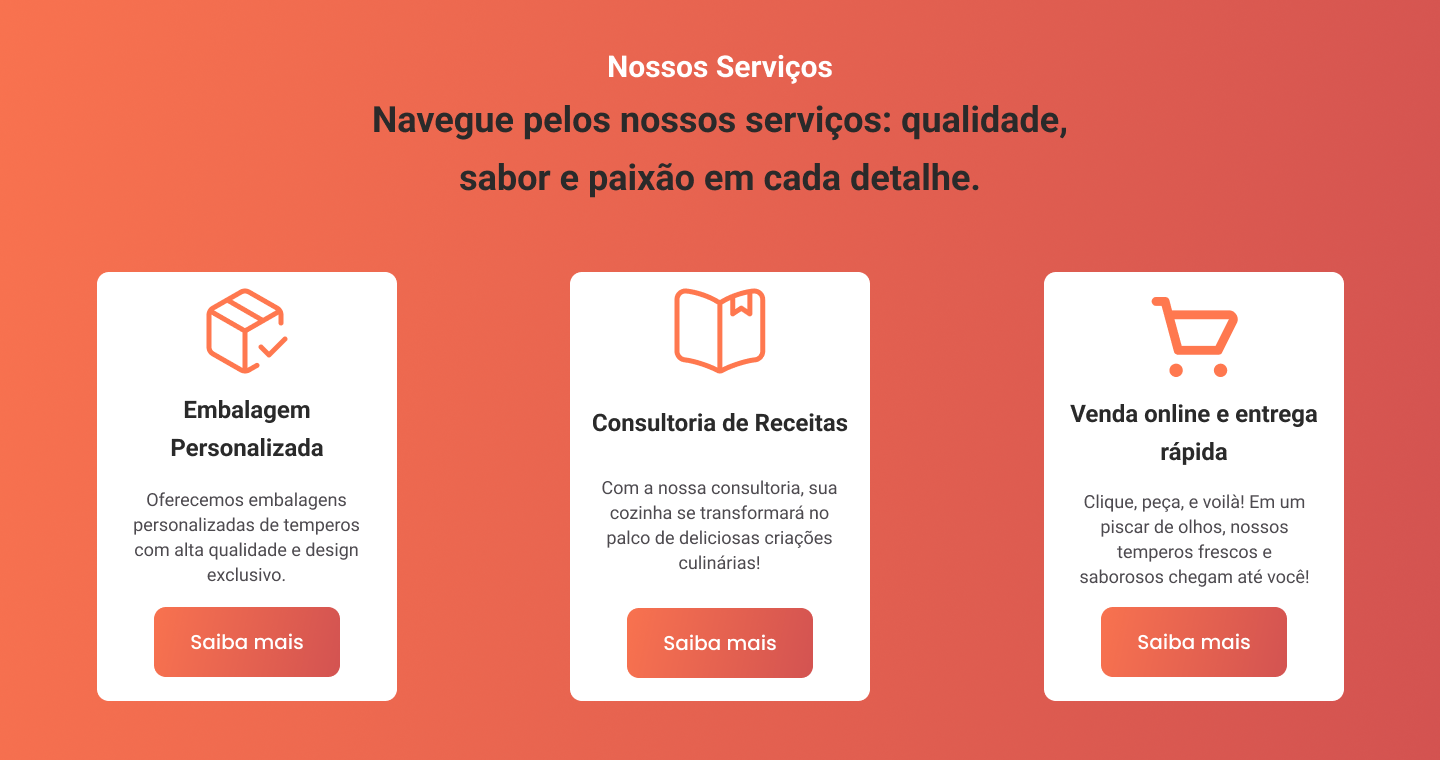 Nossos Serviços
Navegue pelos nossos serviços: qualidade,
sabor e paixão em cada detalhe.
Embalagem
Personalizada
Oferecemos embalagens
personalizadas de temperos
com alta qualidade e design
exclusivo.
Saiba mais
Consultoria de Receitas
Com a nossa consultoria, sua
cozinha se transformará no
palco de deliciosas criações
culinárias!
Saiba mais
Venda online e entrega
rápida
Clique, peça, e voilà! Em um
piscar de olhos, nossos
temperos frescos e
saborosos chegam até você!
Saiba mais